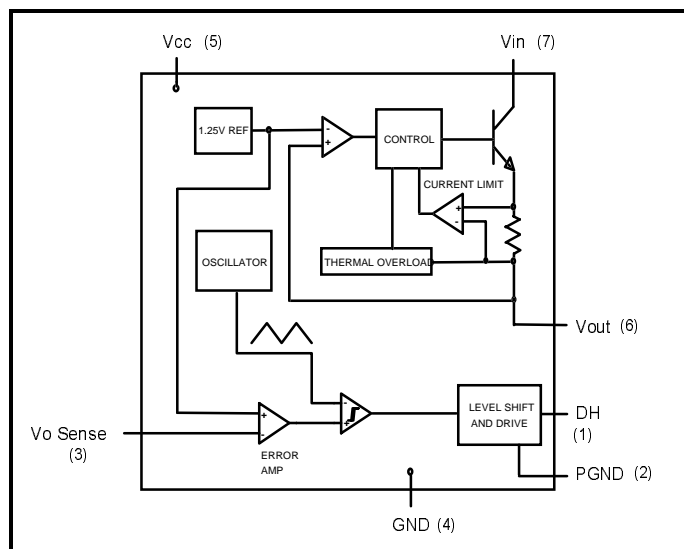 Vcc (5)
Vin (7)
1.25V REF
-
+
CONTROL
CURRENT LIMIT
+
-
OSCILLATOR
THERMAL OVERLOAD
Vout (6)
-
+
+
-
LEVEL SHIFT
AND DRIVE
DH
(1)
Vo Sense
(3)
ERROR
AMP
PGND (2)
GND (4)